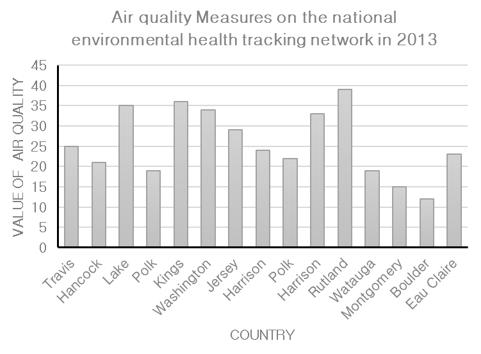 Air quality Measures on the national
environmental health tracking network in 2013
VALUE OF AIR QUALITY
45
40
35
30
25
20
15
10
5
0
Travis
Hancock
Lake
Polk
Kings
Washington
Jersey
Harrison
Polk
Harrison
Rutland
Watauga
Montgomery
Boulder
Eau Claire
COUNTRY